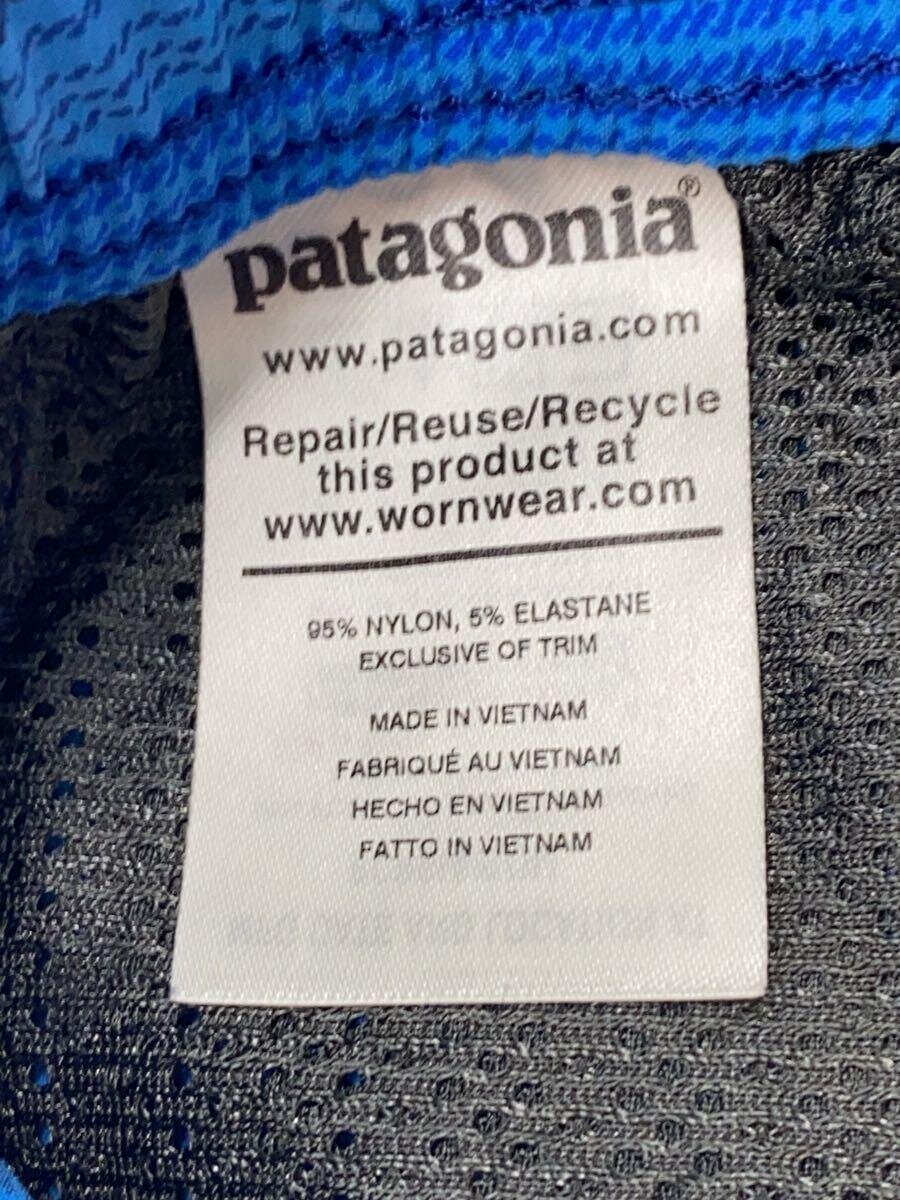 patagonia®
www.patagonia.com
Repair/Reuse/Recycle
this product at
www.wornwear.com
95% NYLON, 5% ELASTANE
EXCLUSIVE OF TRIM
MADE IN VIETNAM
FABRIQUÉ AU VIETNAM
HECHO EN VIETNAM
FATTO IN VIETNAM